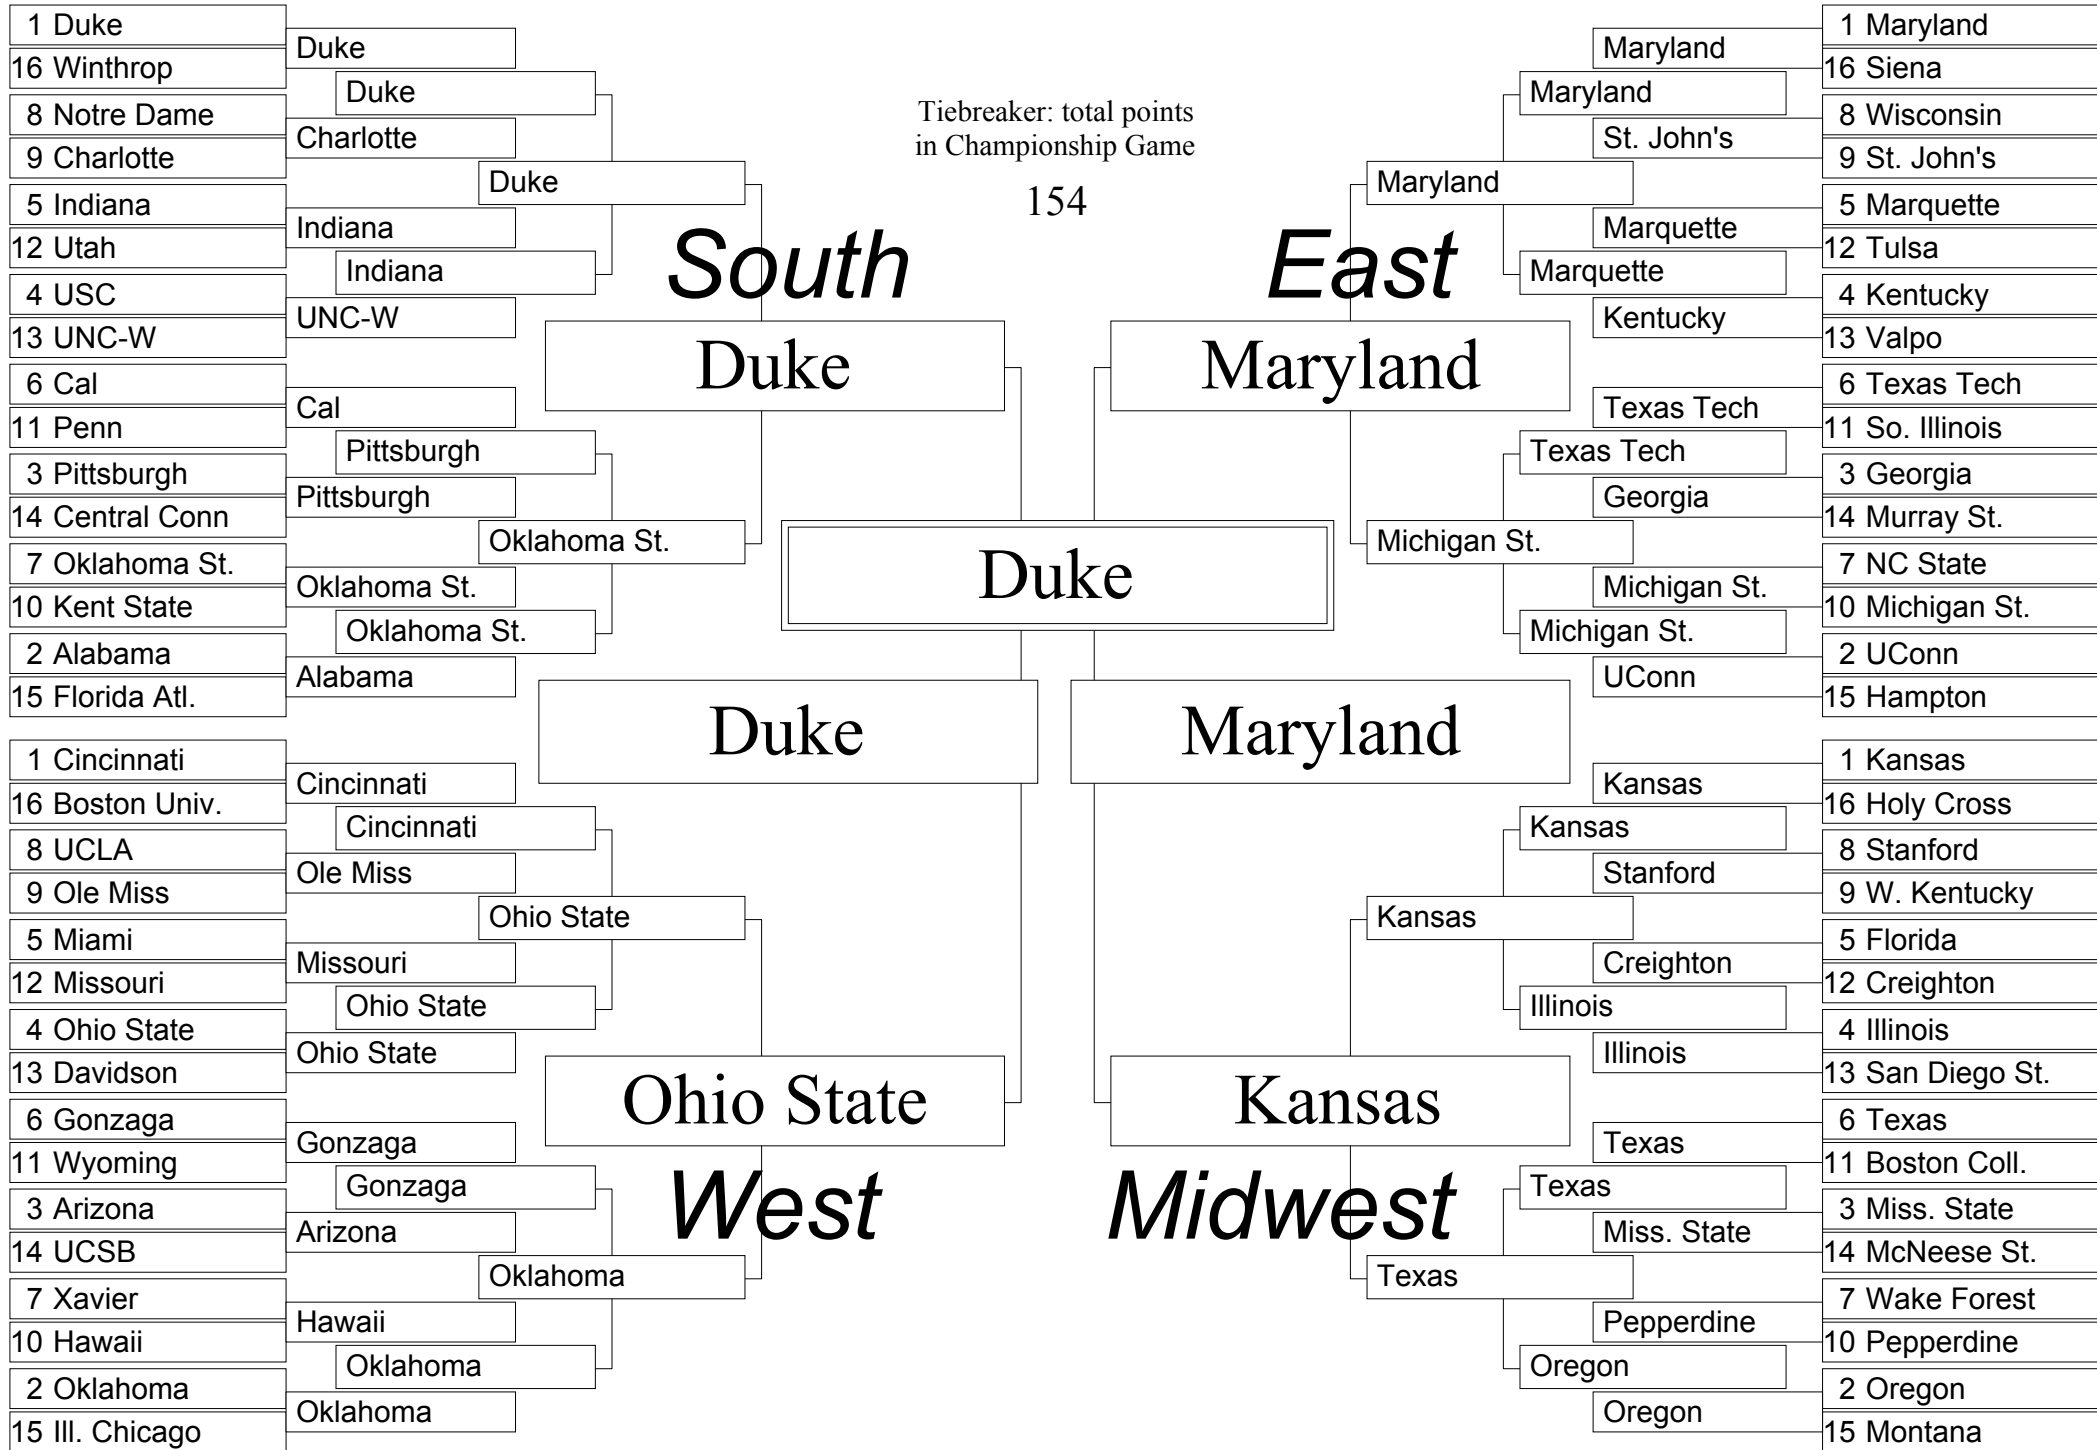 1 Duke
16 Winthrop
8 Notre Dame
9 Charlotte
5 Indiana
12 Utah
4 USC
13 UNC-W
6 Cal
11 Penn
3 Pittsburgh
14 Central Conn
7 Oklahoma St.
10 Kent State
2 Alabama
15 Florida Atl.
1 Cincinnati
16 Boston Univ.
8 UCLA
9 Ole Miss
5 Miami
12 Missouri
4 Ohio State
13 Davidson
6 Gonzaga
11 Wyoming
3 Arizona
14 UCSB
7 Xavier
10 Hawaii
2 Oklahoma
15 Ill. Chicago
Duke
Charlotte
Indiana
UNC-W
Cal
Pittsburgh
Oklahoma St.
Alabama
Cincinnati
Ole Miss
Missouri
Ohio State
Gonzaga
Arizona
Hawaii
Oklahoma
Duke
Indiana
Pittsburgh
Oklahoma St.
Cincinnati
Ohio State
Gonzaga
Oklahoma
Duke
Oklahoma St.
Ohio State
Oklahoma
South
Duke
Ohio State
West
Tiebreaker: total points
in Championship Game
154
Duke
Duke
Maryland
East
Maryland
Kansas
Midwest
Maryland
Michigan St.
Kansas
Texas
Maryland
Marquette
Texas Tech
Michigan St.
Kansas
Illinois
Texas
Oregon
Maryland
St. John's
Marquette
Kentucky
Texas Tech
Georgia
Michigan St.
UConn
Kansas
Stanford
Creighton
Illinois
Texas
Miss. State
Pepperdine
Oregon
1 Maryland
16 Siena
8 Wisconsin
9 St. John's
5 Marquette
12 Tulsa
4 Kentucky
13 Valpo
6 Texas Tech
11 So. Illinois
3 Georgia
14 Murray St.
7 NC State
10 Michigan St.
2 UConn
15 Hampton
1 Kansas
16 Holy Cross
8 Stanford
9 W. Kentucky
5 Florida
12 Creighton
4 Illinois
13 San Diego St.
6 Texas
11 Boston Coll.
3 Miss. State
14 McNeese St.
7 Wake Forest
10 Pepperdine
2 Oregon
15 Montana